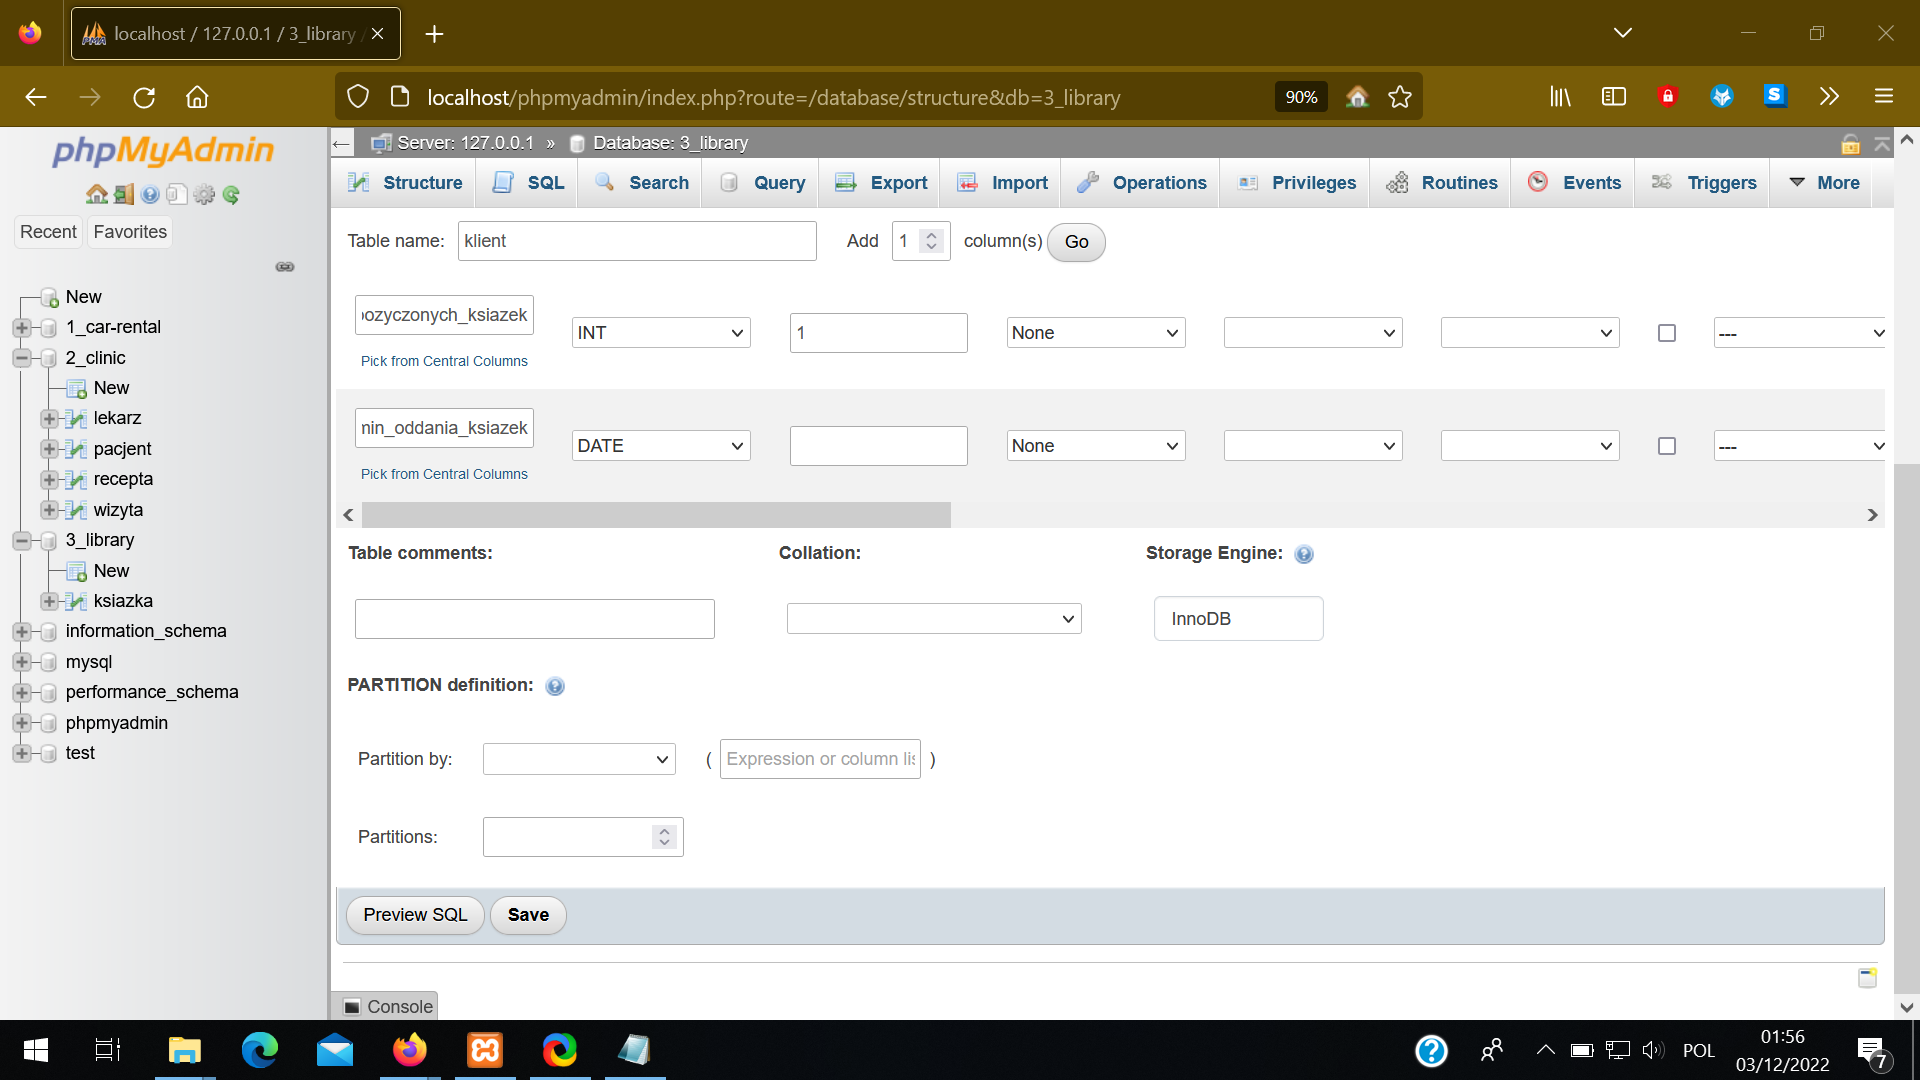 localhost / 127.0.0.1 / 3_library /
localhost/phpmyadmin/index.php?route=/database/structure&db=3_library
90%
phpMyAdmin
Recent
Favorites
New
1_car-rental
2_clinic
New
lekarz
pacjent
recepta
wizyta
3_library
New
ksiazka
information_schema
mysql
performance_schema
phpmyadmin
test
Server: 127.0.0.1 » Database: 3_library
Structure SQL Search Query Export Import Operations Privileges Routines Events Triggers More
Table name: klient Add 1 column(s) Go
ozyczonych_ksiazek INT 1 None ---
Pick from Central Columns
nin_oddania_ksiazek DATE None ---
Pick from Central Columns
Table comments: Collation: Storage Engine:
InnoDB
PARTITION definition:
Partition by: ( Expression or column lis )
Partitions:
Preview SQL Save
Console
POL
01:56
03/12/2022
7